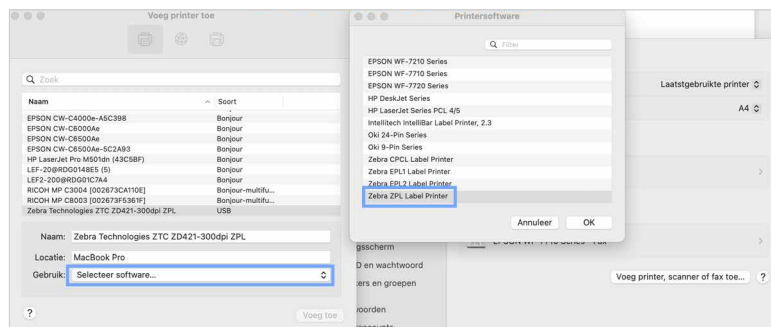 Voeg printer toe
Zoek
Naam Soort
EPSON CW-C4000e-A5C398 Bonjour
EPSON CW-C6000Ae Bonjour
EPSON CW-C6500Ae Bonjour
EPSON CW-C6500Ae-5C2A93 Bonjour
HP LaserJet Pro M501dn (43C5BF) Bonjour
LEF-20@RDG0148E5 (5) Bonjour
LEF2-200@RDG01C7A4 Bonjour
RICOH MP C3004 [002673CA110E] Bonjour-multifu...
RICOH MP C8003 [002673F5361F] Bonjour-multifu...
Zebra Technologies ZTC ZD421-300dpi ZPL USB
Naam: Zebra Technologies ZTC ZD421-300dpi ZPL
Locatie: MacBook Pro
Gebruik: Selecteer software...
? Voeg toe
Printersoftware
Filter
EPSON WF-7210 Series
EPSON WF-7710 Series
EPSON WF-7720 Series
HP DeskJet Series
HP LaserJet Series PCL 4/5
Intellitech IntelliBar Label Printer, 2.3
Oki 24-Pin Series
Oki 9-Pin Series
Zebra CPCL Label Printer
Zebra EPL1 Label Printer
Zebra EPL2 Label Printer
Zebra ZPL Label Printer
Annuleer OK
Laatstgebruikte printer
A4
gsscherm
D en wachtwoord
ters en groepen
voorden
Voeg printer, scanner of fax toe... ?